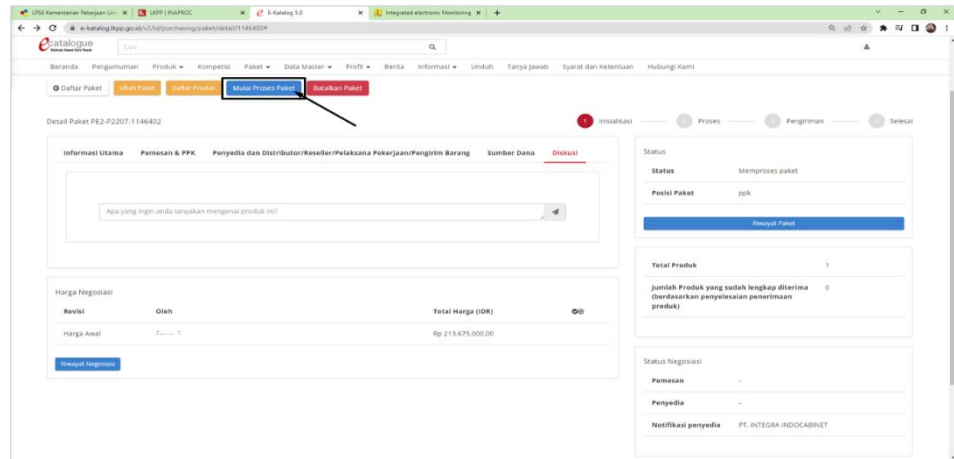 LPSE Kementerian Pekerjaan Um
LKPP | INAPROC
E-Katalog 5.0
Integrated electronic Monitoring
e-katalog.lkpp.go.id/v2/id/purchasing/paket/detail/1146402#
ecatalogue
Cari
Beranda Pengumuman Produk Kompetisi Paket Data Master Profil Berita Informasi Unduh Tanya Jawab Syarat dan Ketentuan Hubungi Kami
Daftar Paket Ubah Paket Daftar Produk Mulai Proses Paket Batalkan Paket
Detail Paket PE2-P2207-1146402
1 Inisialisasi Proses Pengiriman Selesai
Informasi Utama Pemesan & PPK Penyedia dan Distributor/Reseller/Pelaksana Pekerjaan/Pengirim Barang Sumber Dana Diskusi
Apa yang ingin anda tanyakan mengenai produk ini?
Harga Negosiasi
Revisi Oleh Total Harga (IDR)
Harga Awal Rp 213.675.000,00
Riwayat Negosiasi
Status
Status Memproses paket
Posisi Paket ppk
Riwayat Paket
Total Produk 1
Jumlah Produk yang sudah lengkap diterima 0
(berdasarkan penyelesaian penerimaan
produk)
Status Negosiasi
Pemesan -
Penyedia -
Notifikasi penyedia PT. INTEGRA INDOCABINET